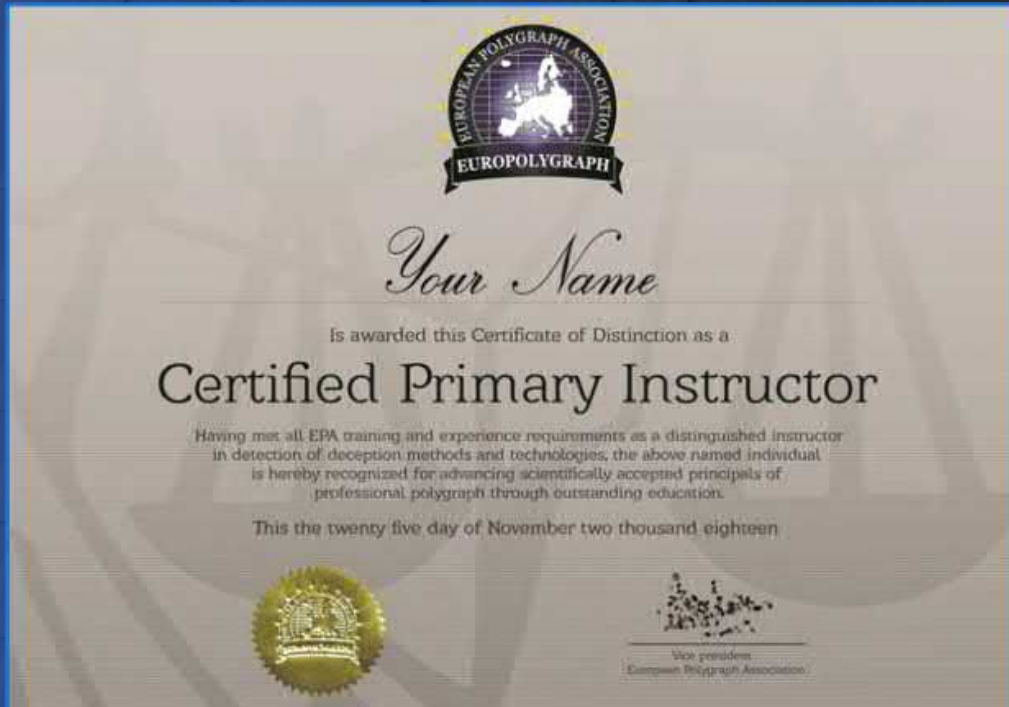 EUROPEAN POLYGRAPH ASSOCIATION
EUROPOLYGRAPH
Your Name
Is awarded this Certificate of Distinction as a
Certified Primary Instructor
Having met all EPA training and experience requirements as a distinguished instructor
in detection of deception methods and technologies, the above named individual
is hereby recognized for advancing scientifically accepted principals of
professional polygraph through outstanding education.
This the twenty five day of November two thousand eighteen
Vice president
European Polygraph Association